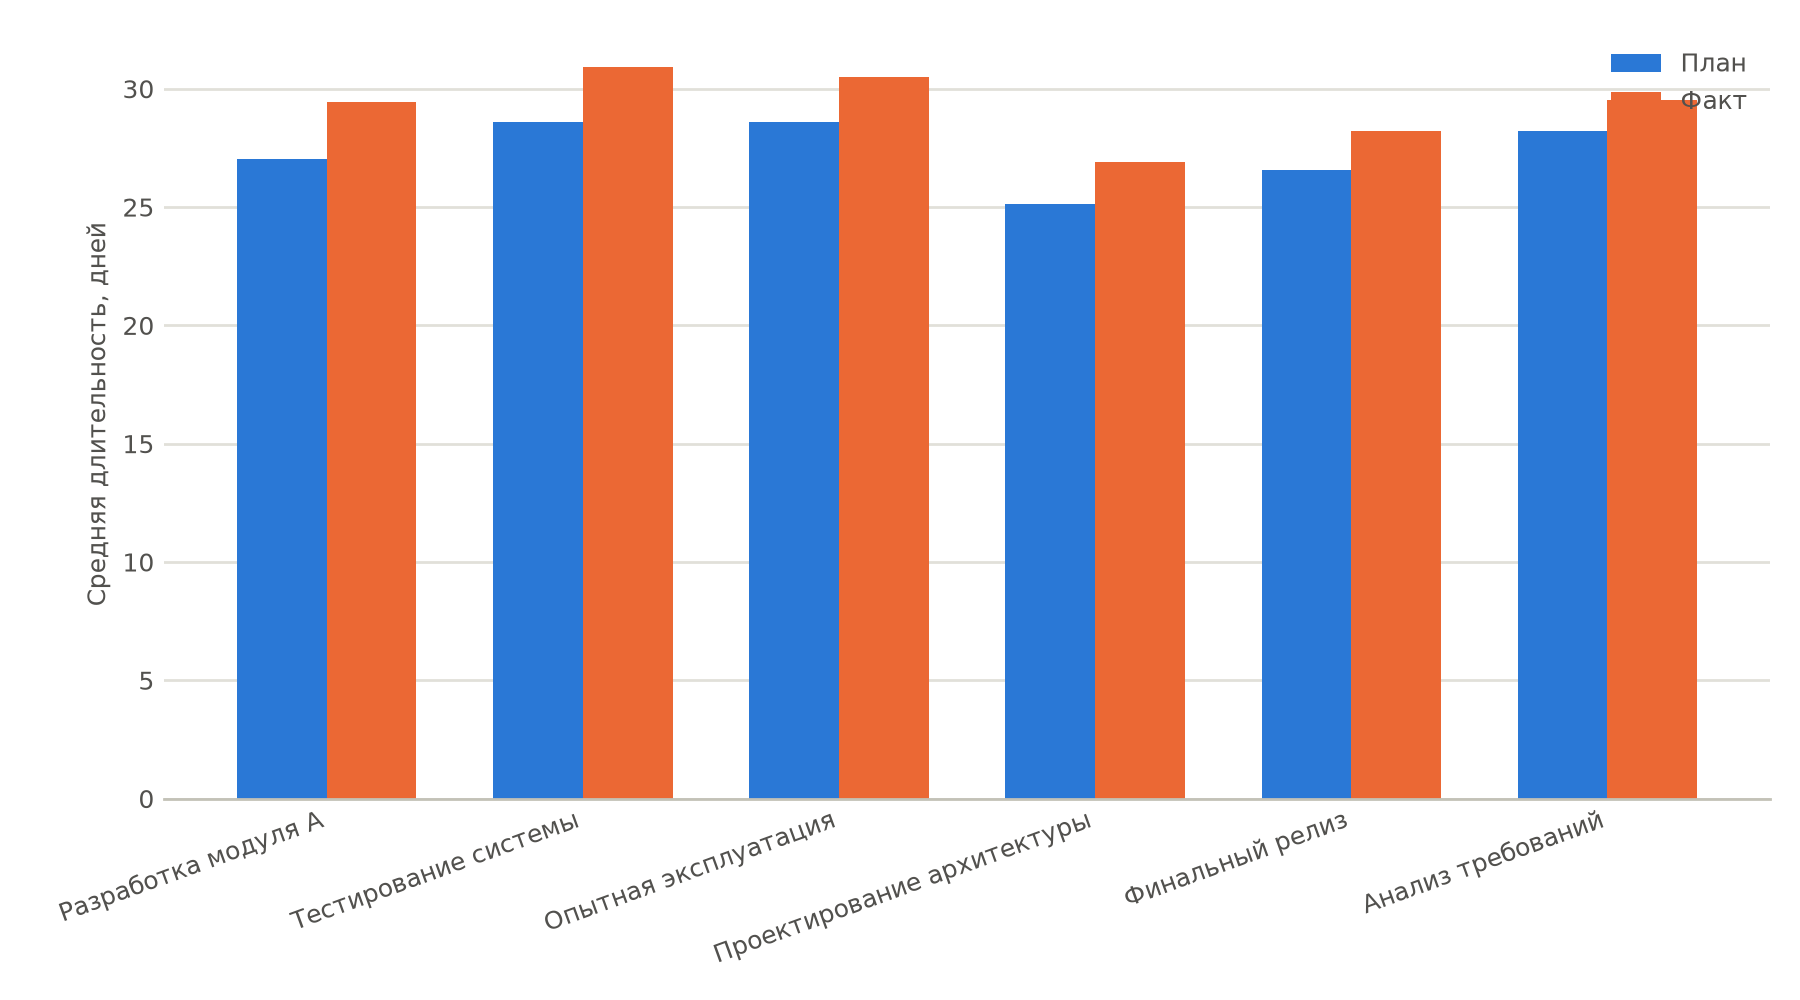 План
Факт
Средняя длительность, дней
30
25
20
15
10
5
0
Разработка модуля А
Тестирование системы
Опытная эксплуатация
Проектирование архитектуры
Финальный релиз
Анализ требований